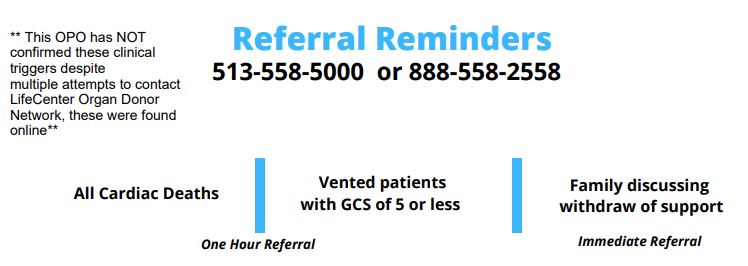 ** This OPO has NOT
confirmed these clinical
triggers despite
multiple attempts to contact
LifeCenter Organ Donor
Network, these were found
online**
Referral Reminders
513-558-5000 or 888-558-2558
All Cardiac Deaths
Vented patients
with GCS of 5 or less
One Hour Referral
Family discussing
withdraw of support
Immediate Referral